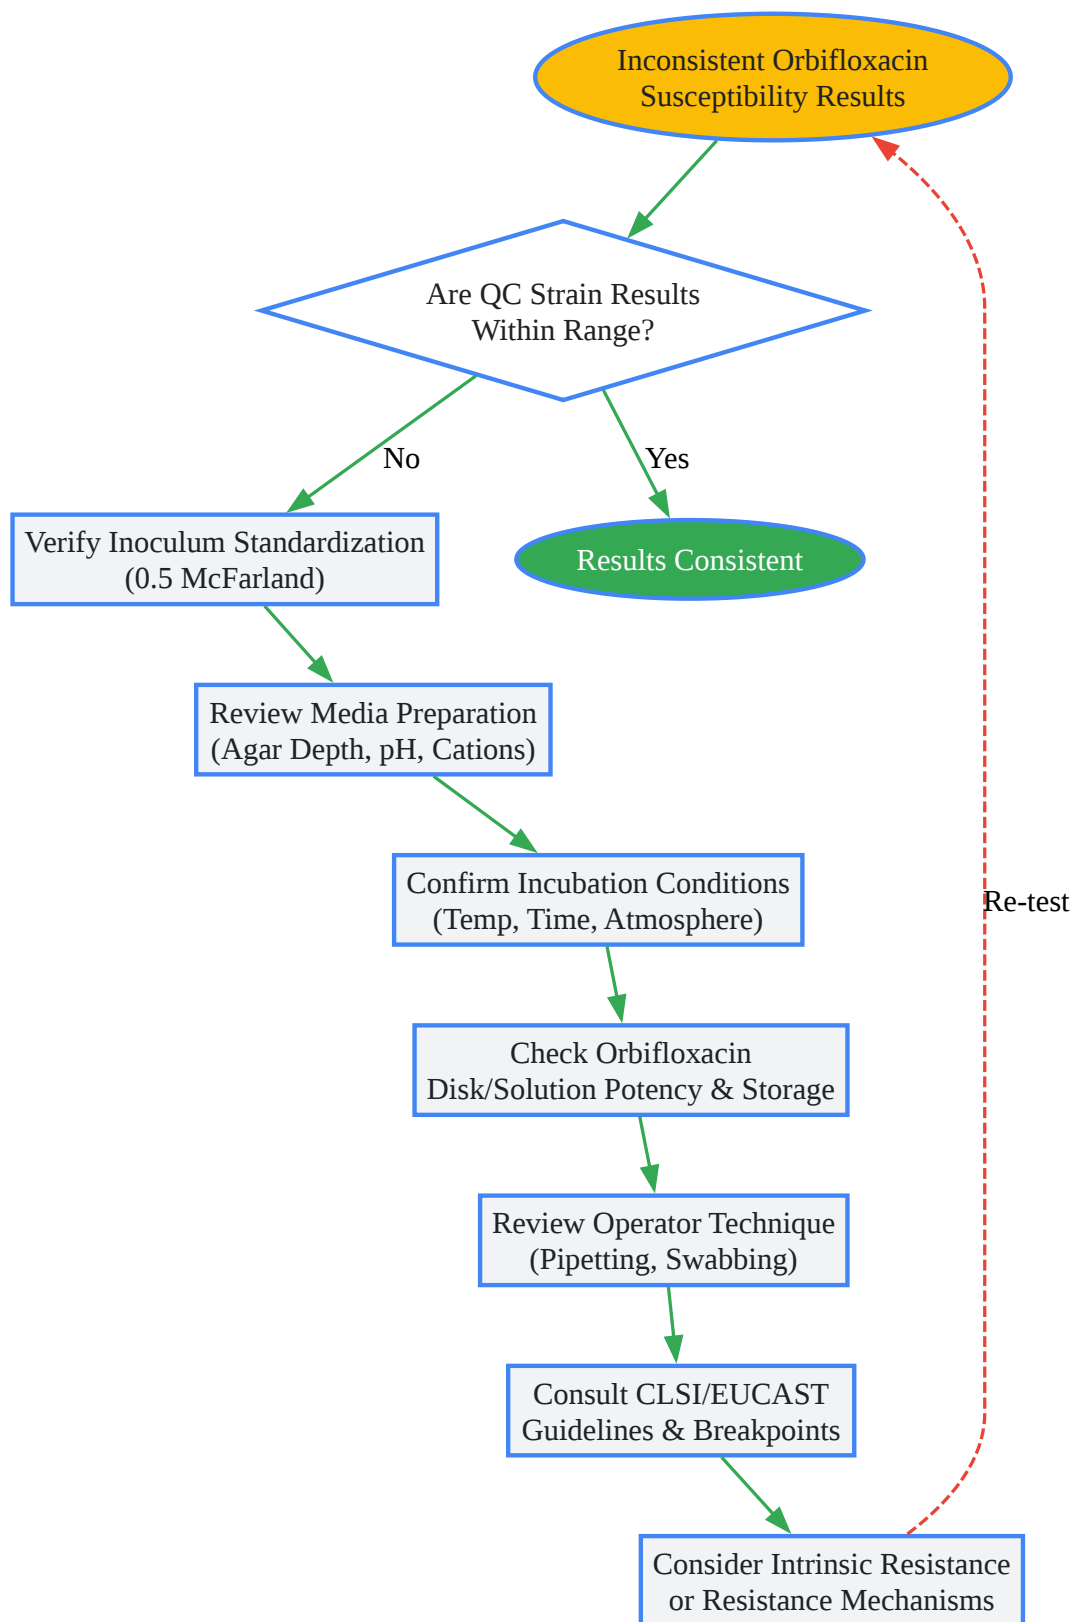 Inconsistent Orbifloxacin
Susceptibility Results
Are QC Strain Results
Within Range?
No
Yes
Verify Inoculum Standardization
(0.5 McFarland)
Results Consistent
Review Media Preparation
(Agar Depth, pH, Cations)
Confirm Incubation Conditions
(Temp, Time, Atmosphere)
Re-test
Check Orbifloxacin
Disk/Solution Potency & Storage
Review Operator Technique
(Pipetting, Swabbing)
Consult CLSI/EUCAST
Guidelines & Breakpoints
Consider Intrinsic Resistance
or Resistance Mechanisms